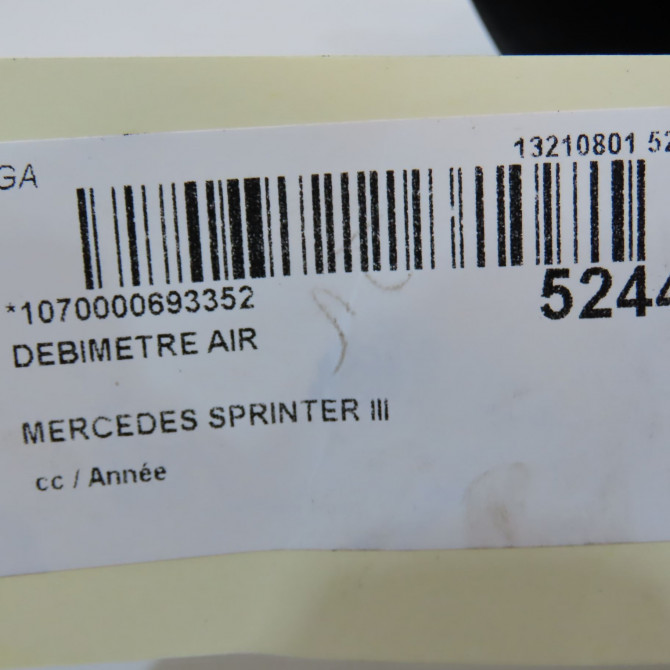 13210801 52
GA
*1070000693352
5244
DEBIMETRE AIR
MERCEDES SPRINTER III
cc / Année